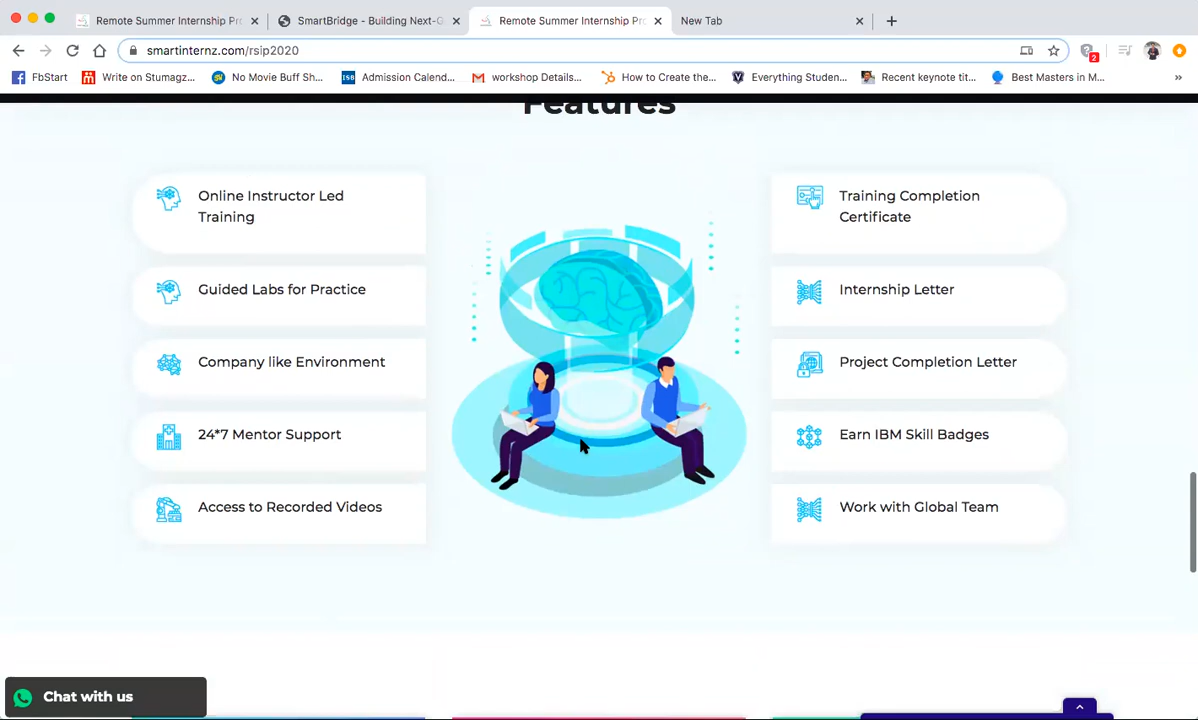 Remote Summer Internship Pr
SmartBridge - Building Next-G
Remote Summer Internship Pr
New Tab
smartinternz.com/rsip2020
2
FbStart
Write on Stumagz...
No Movie Buff Sh...
ISB
Admission Calend...
workshop Details...
How to Create the...
Everything Studen...
Recent keynote tit...
Best Masters in M...
»
Features
Online Instructor Led
Training
Guided Labs for Practice
Company like Environment
24*7 Mentor Support
Access to Recorded Videos
Training Completion
Certificate
Internship Letter
Project Completion Letter
Earn IBM Skill Badges
Work with Global Team
Chat with us